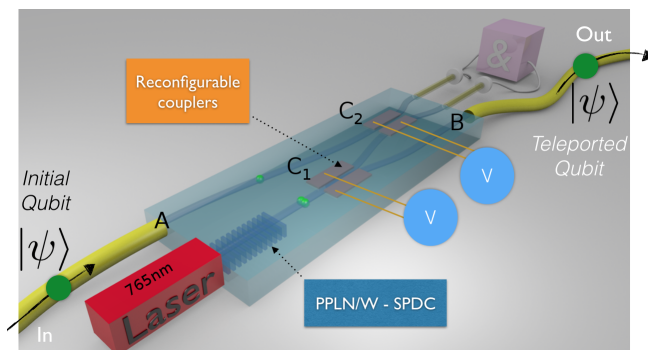 Out
&
|ψ⟩
Reconfigurable
couplers
C2
B
Teleported
Qubit
V
C1
V
Initial
Qubit
A
|ψ⟩
765nm
Laser
PPLN/W - SPDC
In